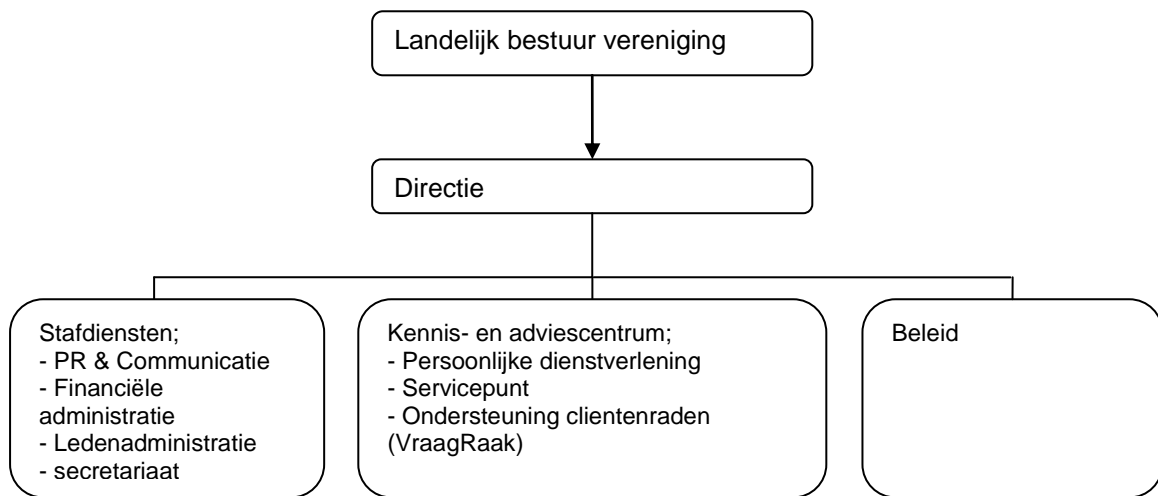 Landelijk bestuur vereniging
Directie
Stafdiensten;
- PR & Communicatie
- Financiële
administratie
- Ledenadministratie
- secretariaat
Kennis- en adviescentrum;
- Persoonlijke dienstverlening
- Servicepunt
- Ondersteuning clientenraden
(VraagRaak)
Beleid